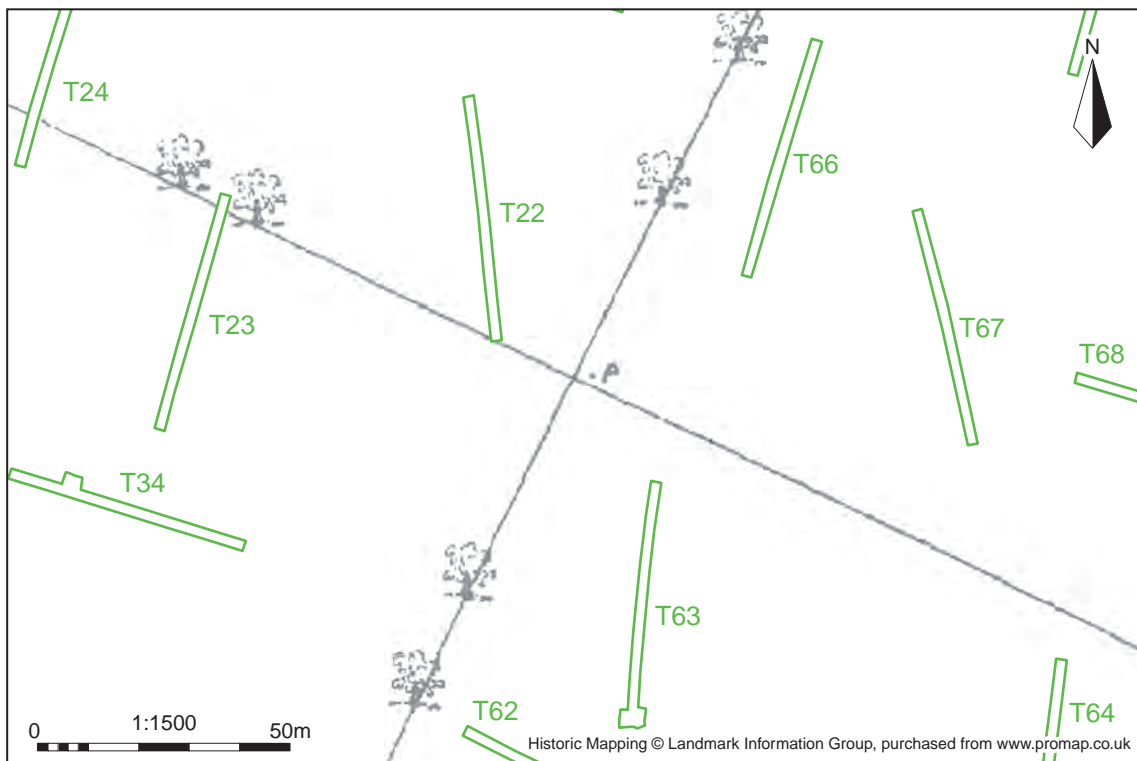 N
T24
T66
T22
T23
T67
T68
P
T34
T63
T62
T64
0 1:1500 50m
Historic Mapping © Landmark Information Group, purchased from www.promap.co.uk